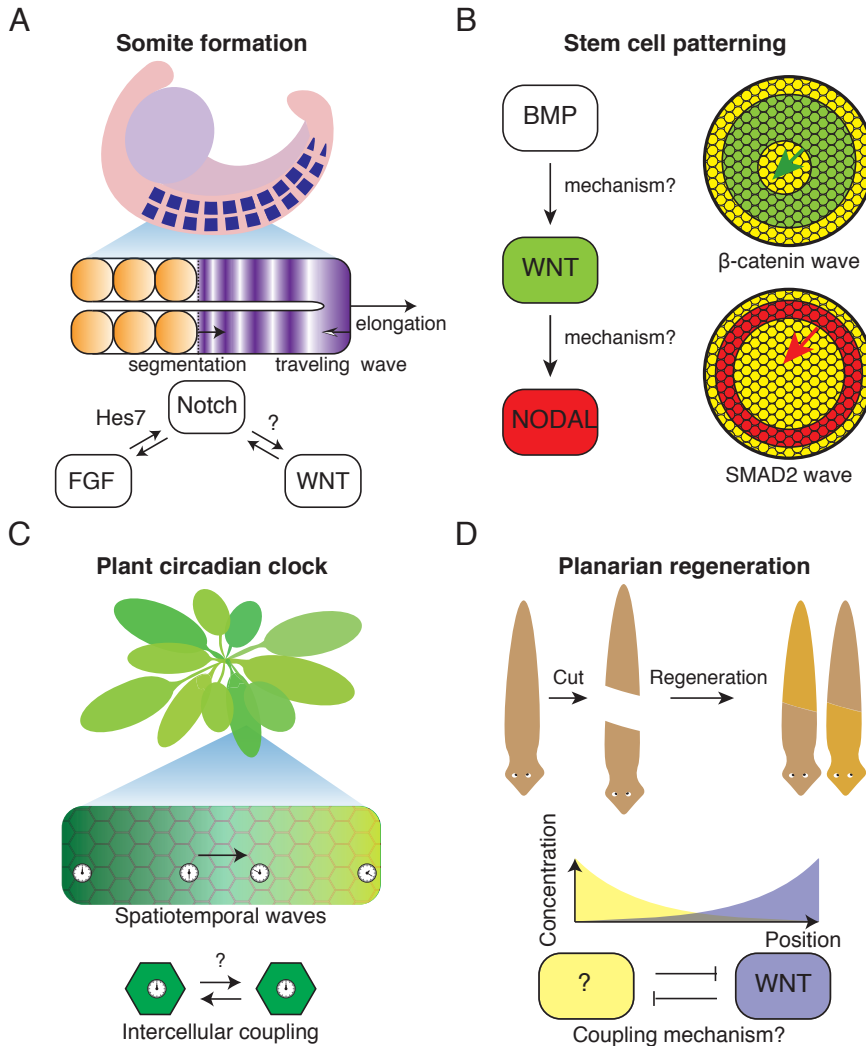 A
Somite formation
elongation
segmentation
traveling wave
Hes7
Notch
?
FGF
WNT
B
Stem cell patterning
BMP
mechanism?
WNT
β-catenin wave
mechanism?
NODAL
SMAD2 wave
C
Plant circadian clock
Spatiotemporal waves
?
Intercellular coupling
D
Planarian regeneration
Cut
Regeneration
Concentration
Position
?
WNT
Coupling mechanism?